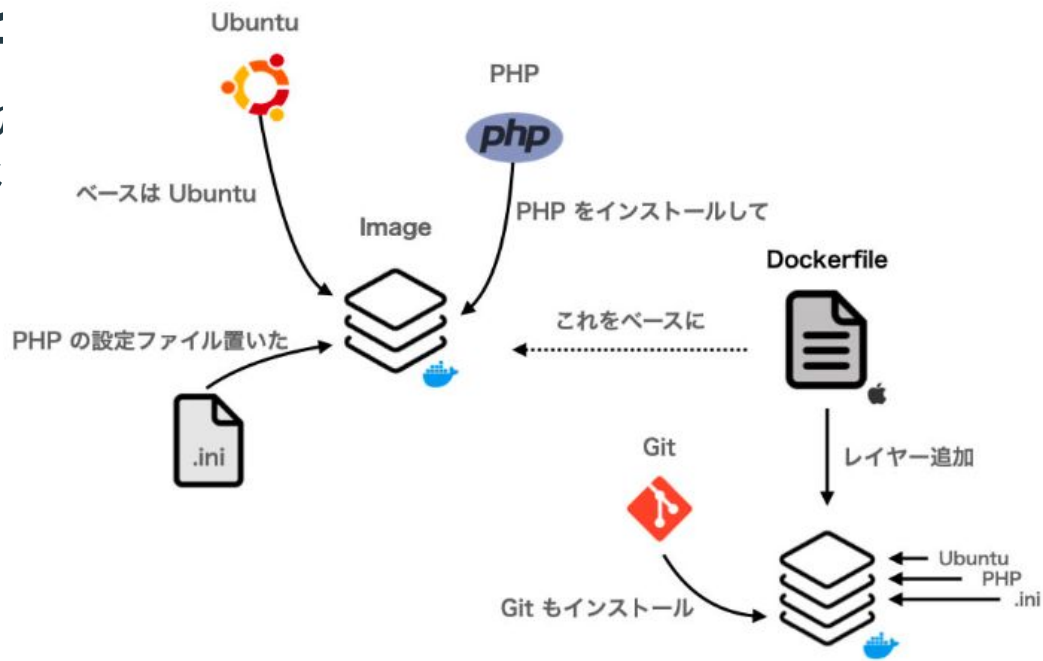 Ubuntu
PHP
php
ベースは Ubuntu
PHP をインストールして
Image
Dockerfile
これをベースに
PHP の設定ファイル置いた
.ini
Git
レイヤー追加
Ubuntu
PHP
.ini
Git もインストール